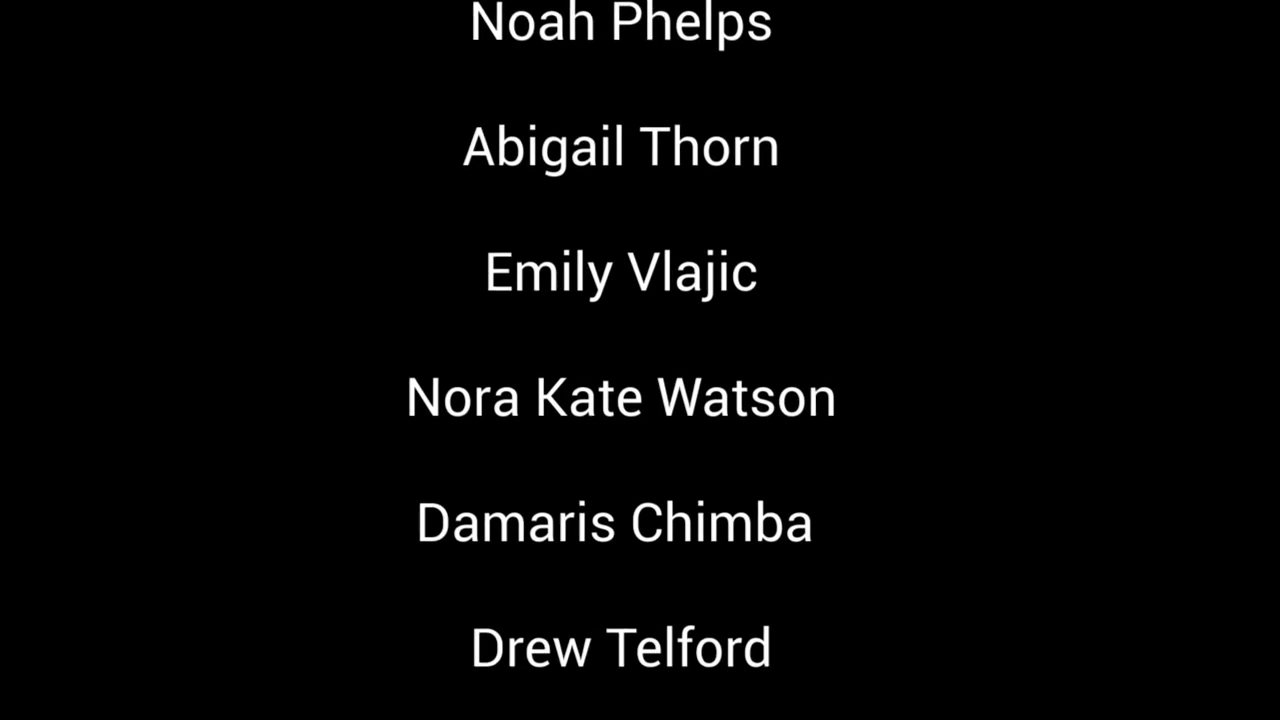 Noah Phelps
Abigail Thorn
Emily Vlajic
Nora Kate Watson
Damaris Chimba
Drew Telford